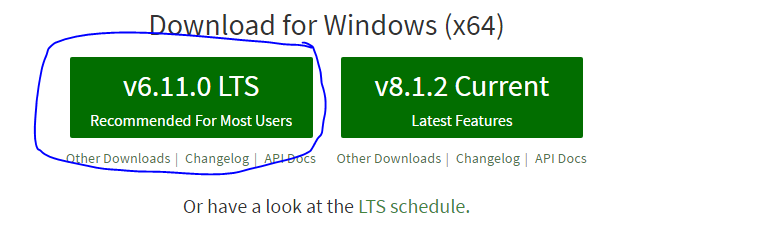 Download for Windows (x64)
v6.11.0 LTS
Recommended For Most Users
v8.1.2 Current
Latest Features
Other Downloads | Changelog | API Docs
Other Downloads | Changelog | API Docs
Or have a look at the LTS schedule.